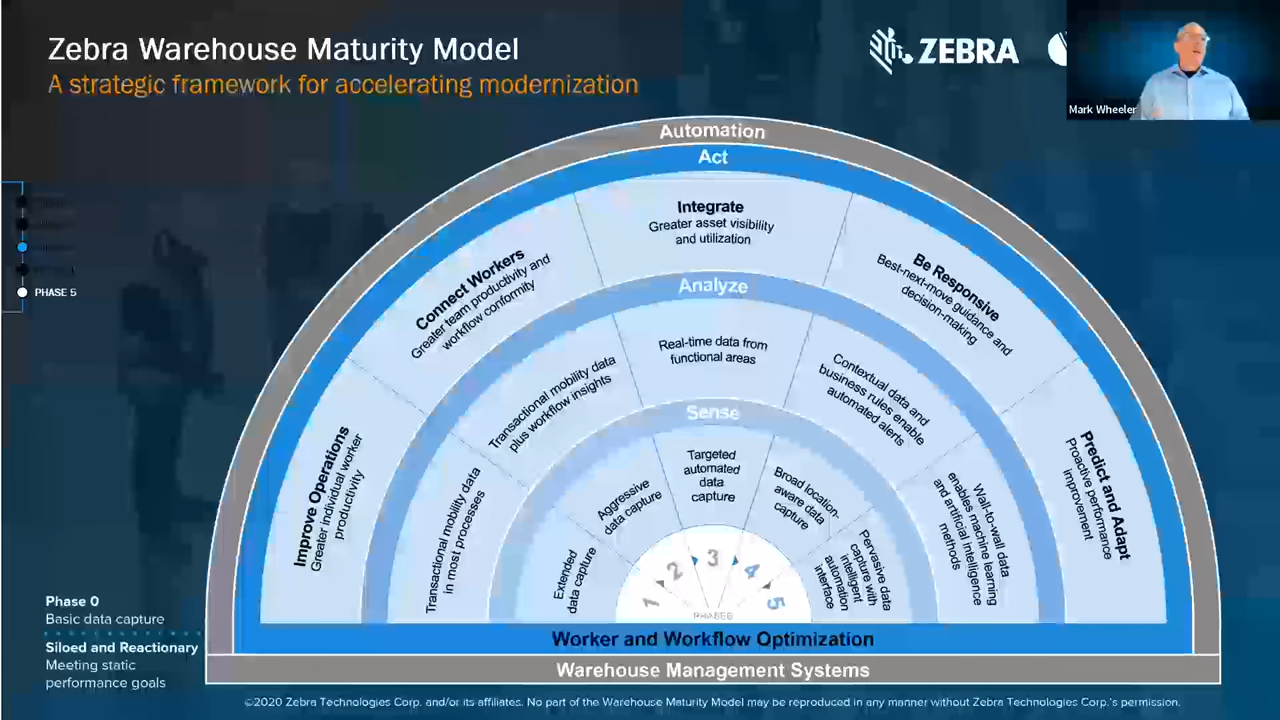 Zebra Warehouse Maturity Model
A strategic framework for accelerating modernization
ZEBRA
Mark Wheeler
PHASE 5
Automation
Act
Improve Operations
Greater individual worker
productivity
Connect Workers
Greater team productivity and
workflow conformity
Integrate
Greater asset visibility
and utilization
Be Responsive
Best-next-move guidance and
decision-making
Predict and Adapt
Proactive performance
improvement
Analyze
Transactional mobility data
in most processes
Transactional mobility data
plus workflow insights
Real-time data from
functional areas
Contextual data and
business rules enable
automated alerts
Wall-to-wall data
enables machine learning
and artificial intelligence
methods
Sense
Extended
data capture
Aggressive
data capture
Targeted
automated
data
capture
Broad location-
aware data
capture
Pervasive data
capture with
intelligent
automation
interface
1 2 3 4 5
PHASES
Worker and Workflow Optimization
Warehouse Management Systems
Phase 0
Basic data capture
Siloed and Reactionary
Meeting static
performance goals
©2020 Zebra Technologies Corp. and/or its affiliates. No part of the Warehouse Maturity Model may be reproduced in any manner without Zebra Technologies Corp.'s permission.